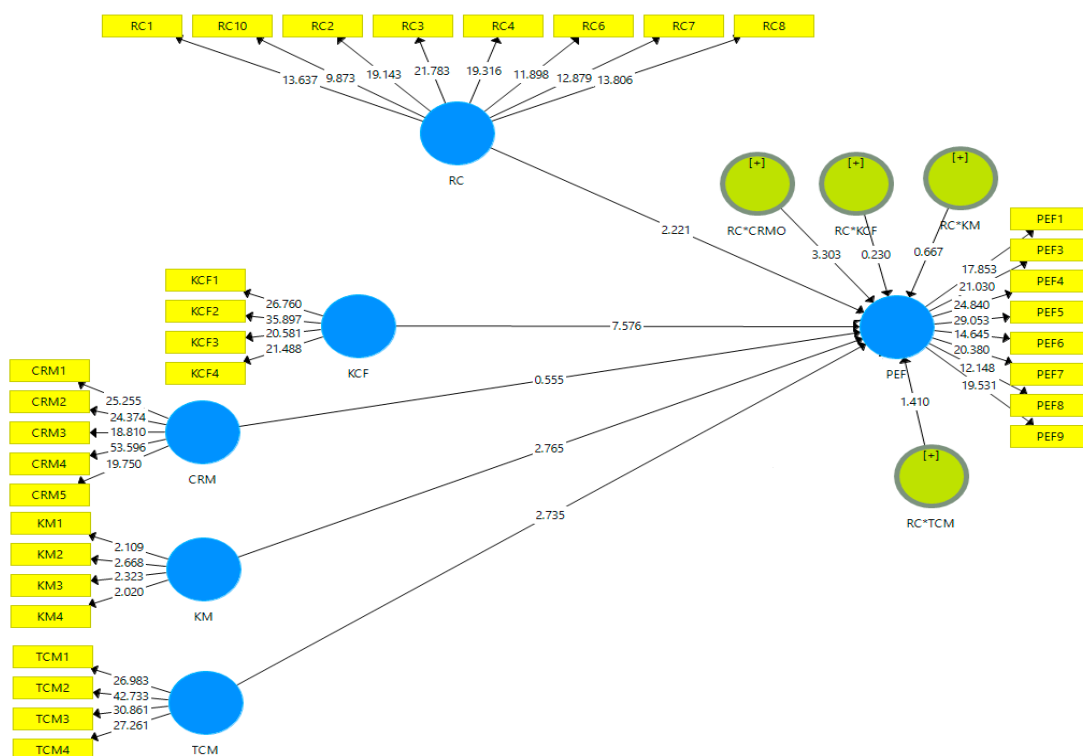 RC1 RC10 RC2 RC3 RC4 RC6 RC7 RC8
13.637 9.873 19.143 21.783 19.316 11.898 12.879 13.806
RC
[+] [+] [+]
RC*CRMO RC*KCF RC*KM
2.221
3.303 0.230 0.667
PEF1
PEF3
PEF4
PEF5
PEF6
PEF7
PEF8
PEF9
17.853
21.030
24.840
29.053
14.645
20.380
12.148
19.531
PEF
KCF1
KCF2
KCF3
KCF4
26.760
35.897
20.581
21.488
KCF
7.576
CRM1
CRM2
CRM3
CRM4
CRM5
25.255
24.374
18.810
53.596
19.750
CRM
0.555
1.410
[+]
RC*TCM
KM1
KM2
KM3
KM4
2.109
2.668
2.323
2.020
KM
2.765
TCM1
TCM2
TCM3
TCM4
26.983
42.733
30.861
27.261
TCM
2.735